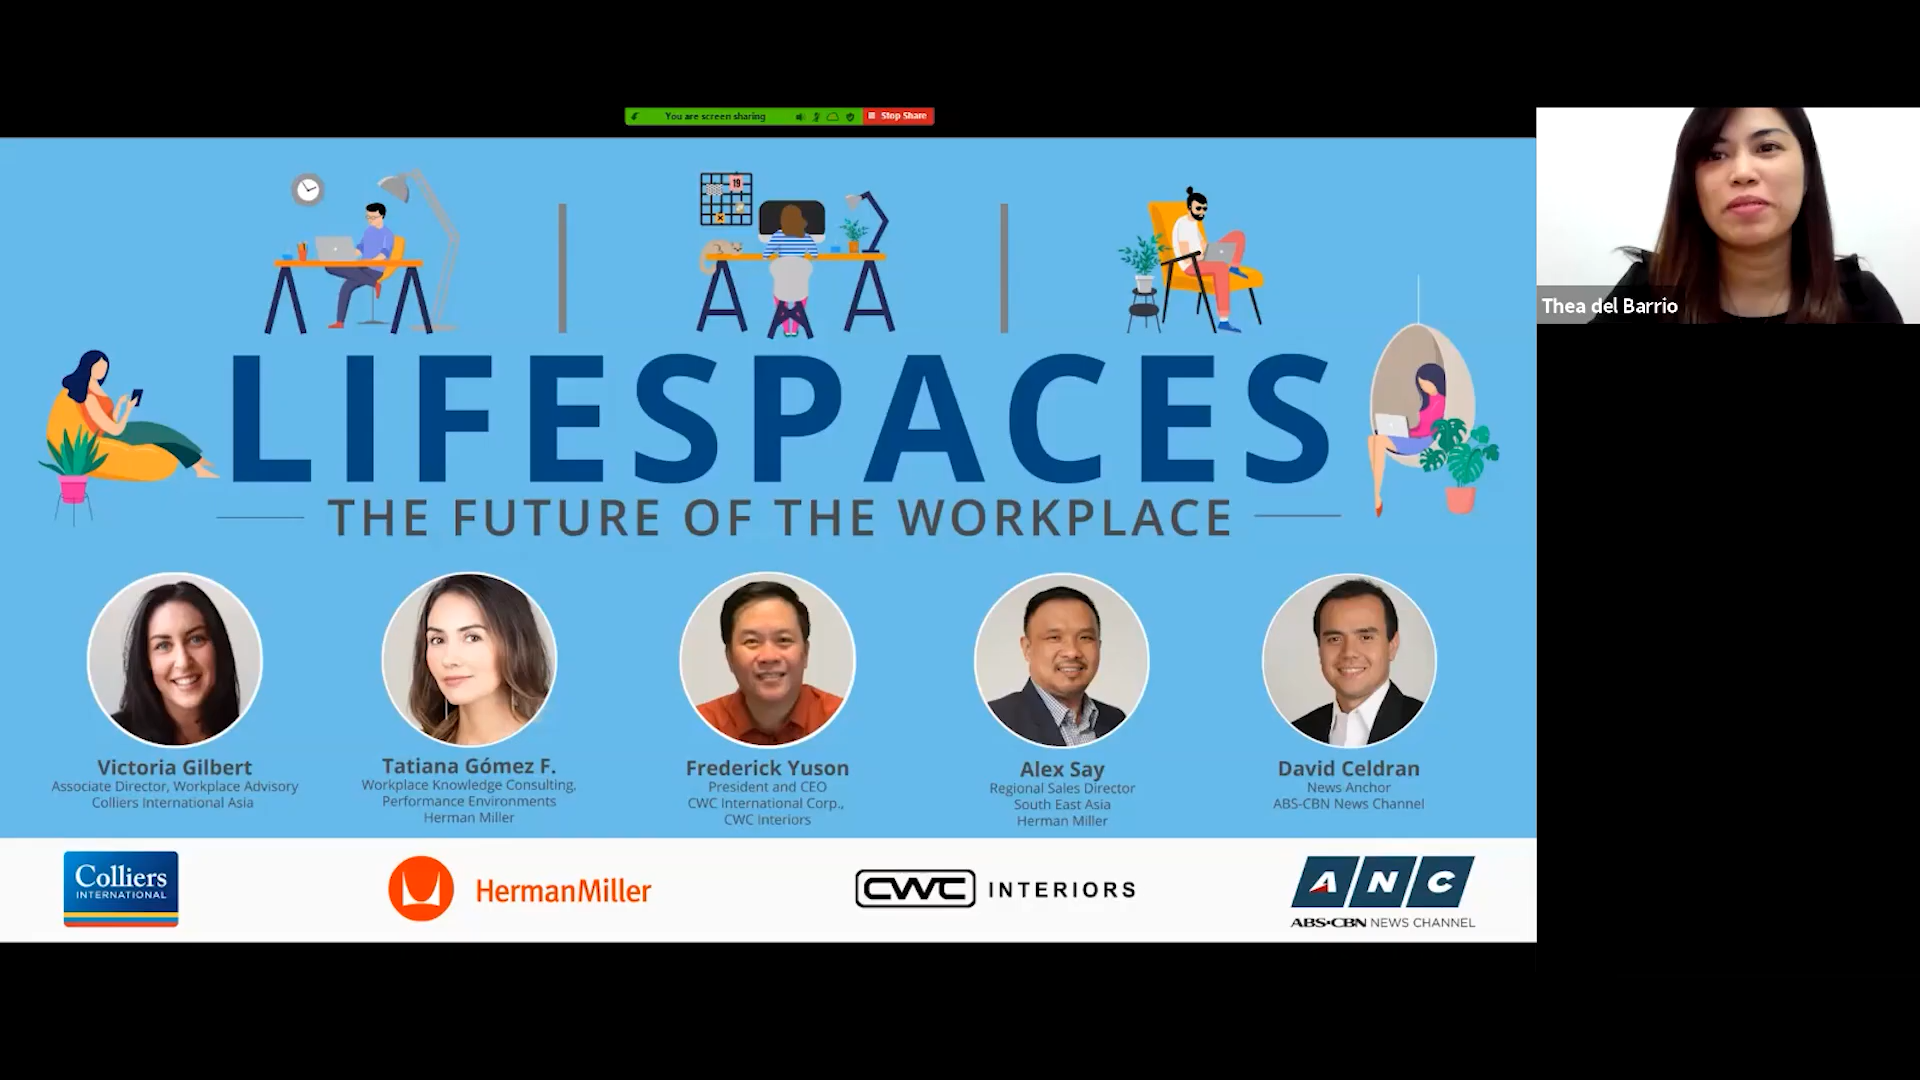 You are screen sharing
Stop Share
19
Thea del Barrio
LIFESPACES
THE FUTURE OF THE WORKPLACE
Victoria Gilbert
Associate Director, Workplace Advisory
Colliers International Asia
Tatiana Gómez F.
Workplace Knowledge Consulting,
Performance Environments
Herman Miller
Frederick Yuson
President and CEO
CWC International Corp.,
CWC Interiors
Alex Say
Regional Sales Director
South East Asia
Herman Miller
David Celdran
News Anchor
ABS-CBN News Channel
Colliers
INTERNATIONAL
HermanMiller
CWC INTERIORS
ANC
ABS-CBN NEWS CHANNEL